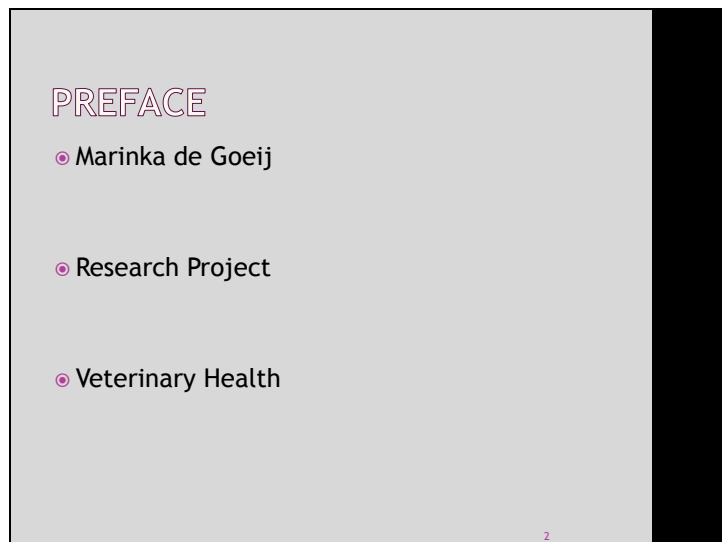 PREFACE
Marinka de Goeij
Research Project
Veterinary Health
2